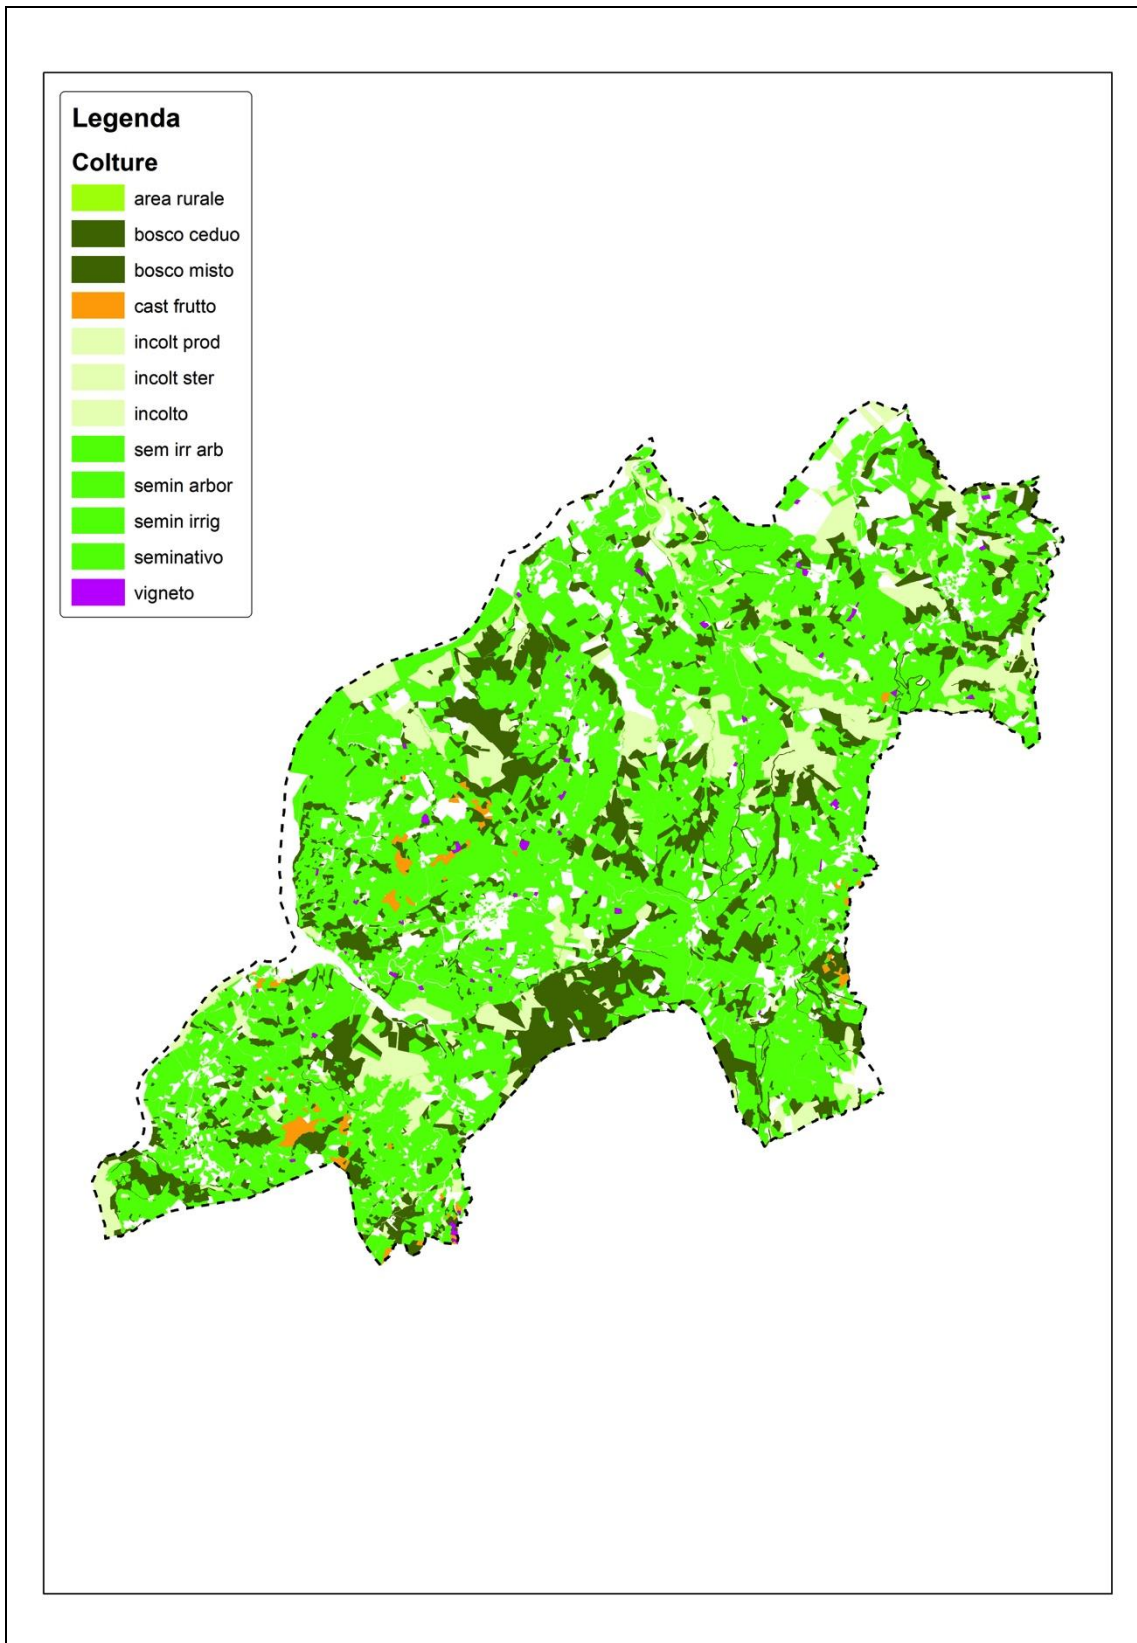 Legenda
Colture
area rurale
bosco ceduo
bosco misto
cast frutto
incolt prod
incolt ster
incolto
sem irr arb
semin arbor
semin irrig
seminativo
vigneto